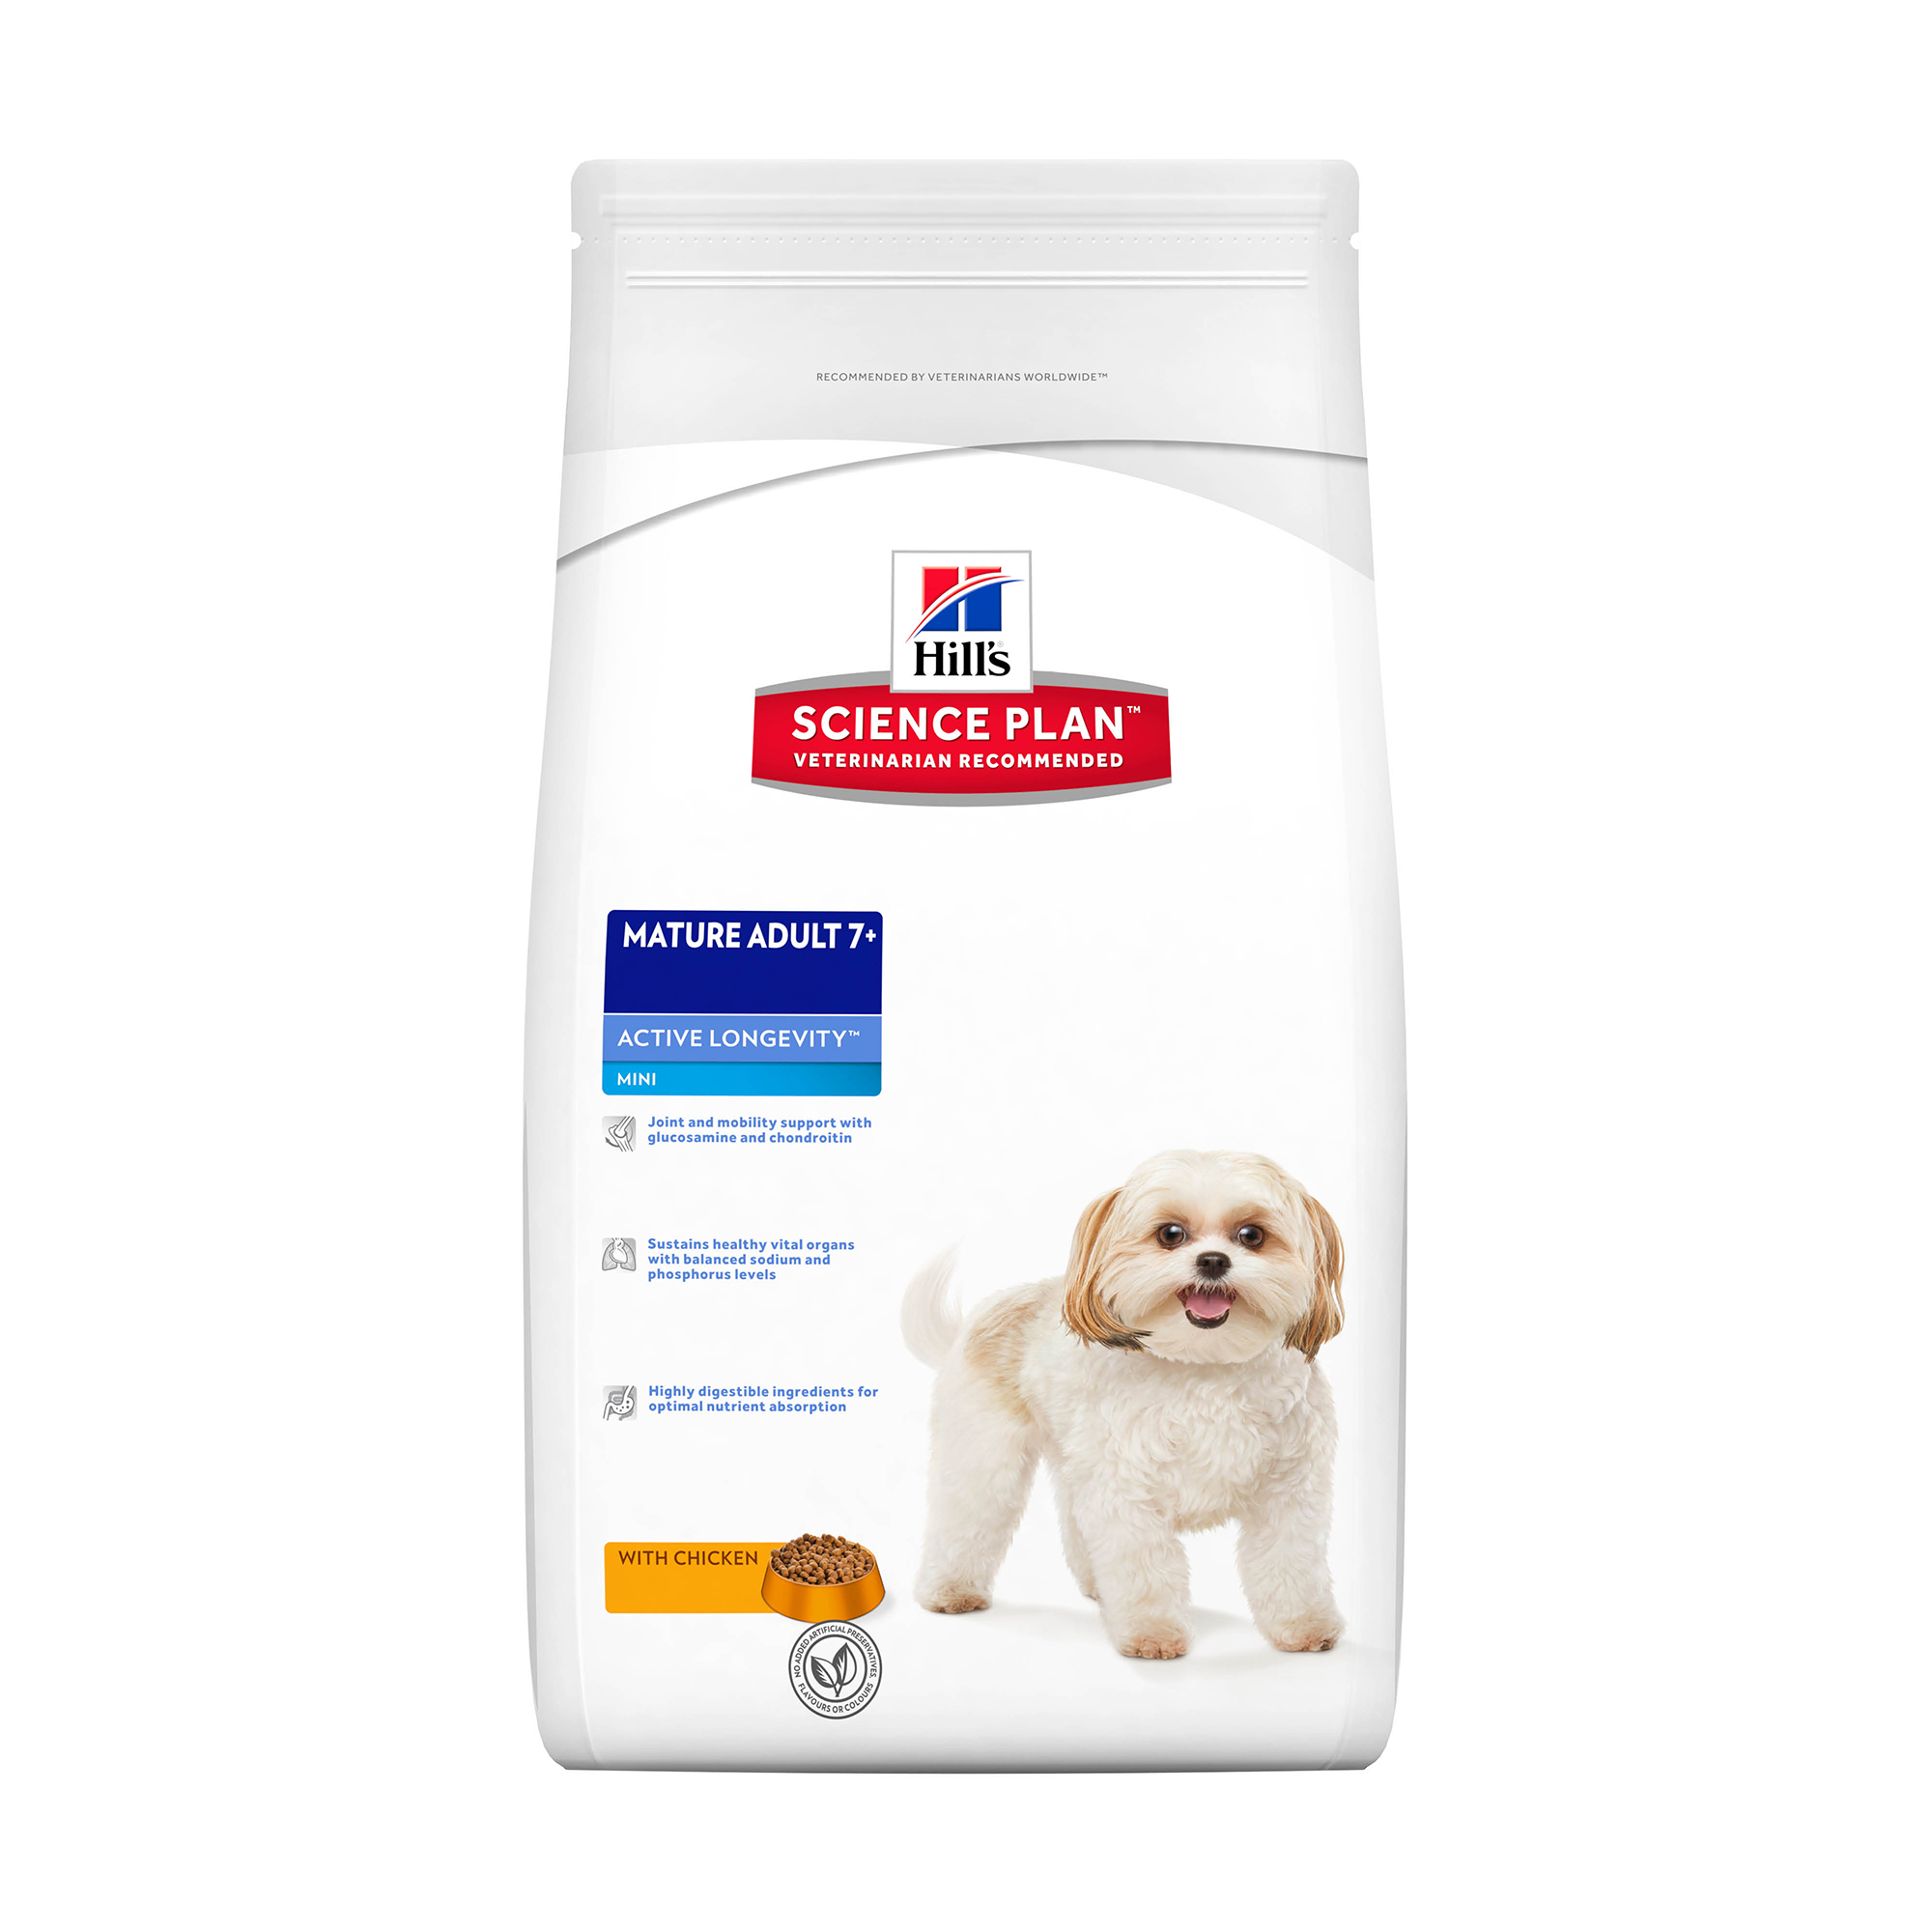 RECOMMENDED BY VETERINARIANS WORLDWIDE™
Hill's
SCIENCE PLAN™
VETERINARIAN RECOMMENDED
MATURE ADULT 7+
ACTIVE LONGEVITY™
MINI
Joint and mobility support with
glucosamine and chondroitin
Sustains healthy vital organs
with balanced sodium and
phosphorus levels
Highly digestible ingredients for
optimal nutrient absorption
WITH CHICKEN
NO ADDED ARTIFICIAL PRESERVATIVES,
FLAVOURS OR COLOURS